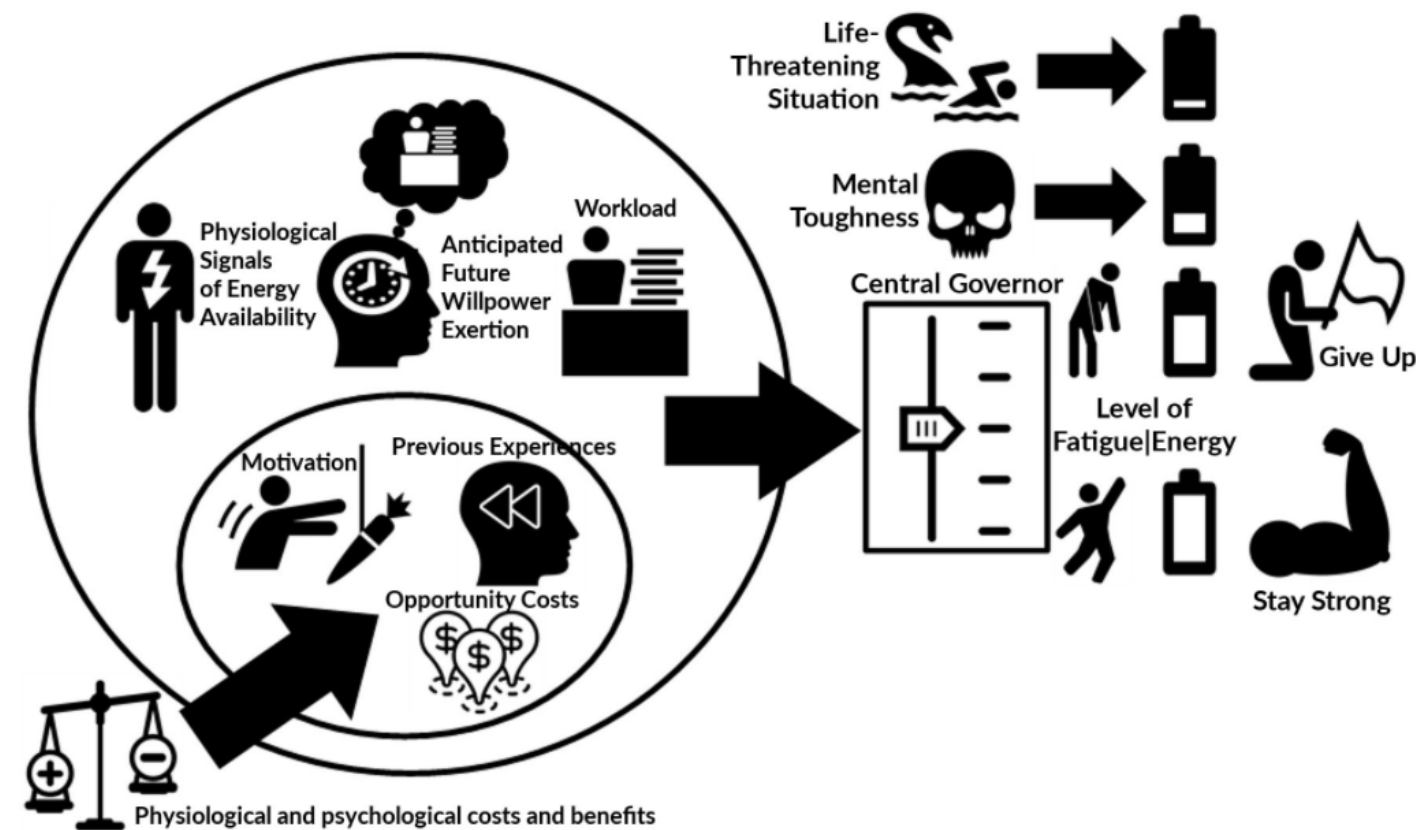 Life-
Threatening
Situation
Mental
Toughness
Workload
Physiological
Signals
of Energy
Availability
Anticipated
Future
Willpower
Exertion
Central Governor
Give Up
Level of
Fatigue|Energy
Motivation
Previous Experiences
Opportunity Costs
$ $ $
Stay Strong
+ −
Physiological and psychological costs and benefits